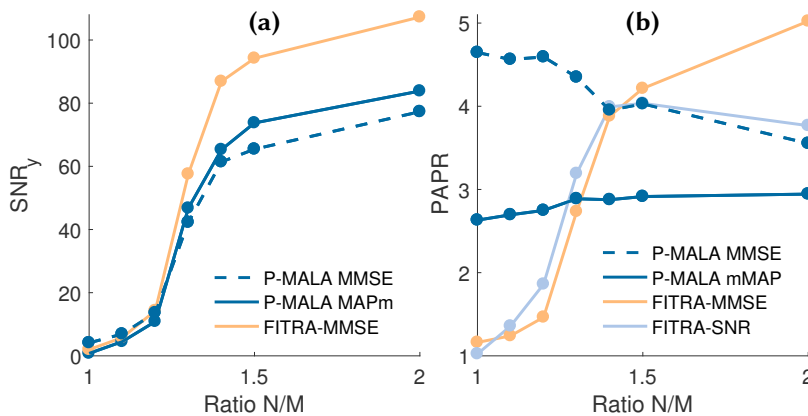 (a)
SNRy
100
80
60
40
20
0
1
1.5
2
Ratio N/M
P-MALA MMSE
P-MALA MAPm
FITRA-MMSE
(b)
PAPR
5
4
3
2
1
1
1.5
2
Ratio N/M
P-MALA MMSE
P-MALA mMAP
FITRA-MMSE
FITRA-SNR